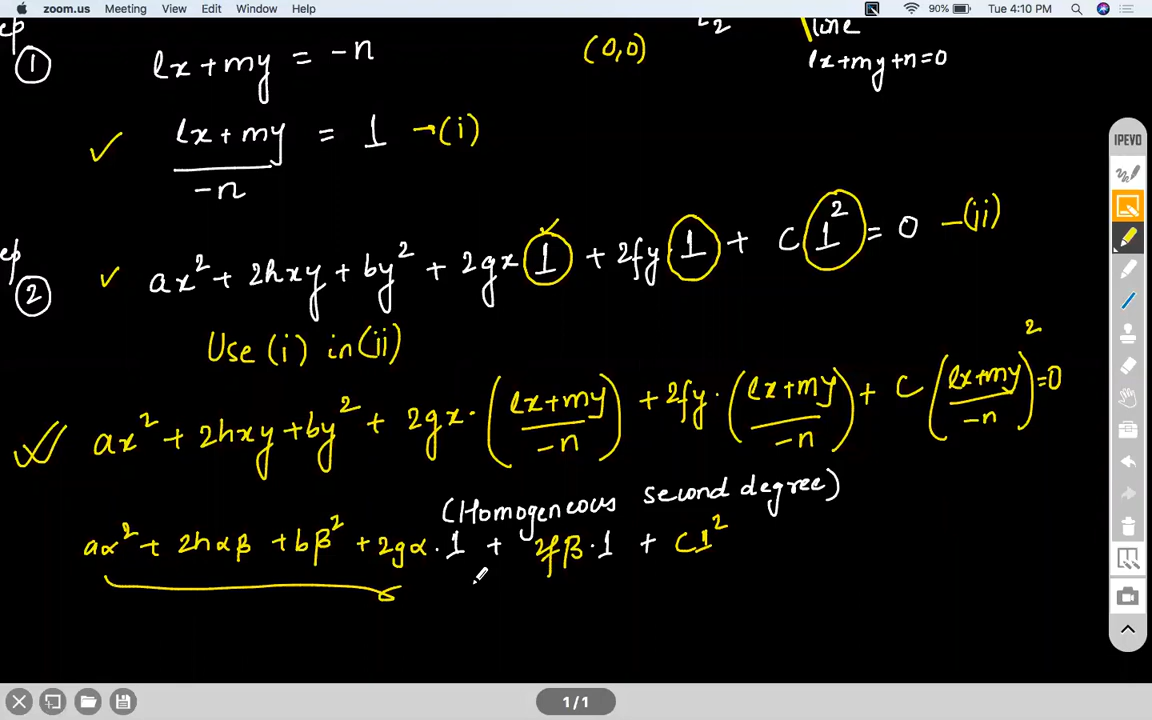 zoom.us Meeting View Edit Window Help 90% Tue 4:10 PM
ep
L2
line
① lx + my = -n
(0,0)
lx+my+n=0
(lx + my)/-n = 1 → (i)
IPEVO
ep
② ax² + 2hxy + by² + 2gx 1 + 2fy 1 + c 1² = 0 — (ii)
Use (i) in (ii)
ax² + 2hxy + by² + 2gx · ((lx+my)/-n) + 2fy · ((lx+my)/-n) + c ((lx+my)/-n)² = 0
(Homogeneous second degree)
aα² + 2hαβ + bβ² + 2gα · 1 + 2fβ · 1 + c1²
1/1